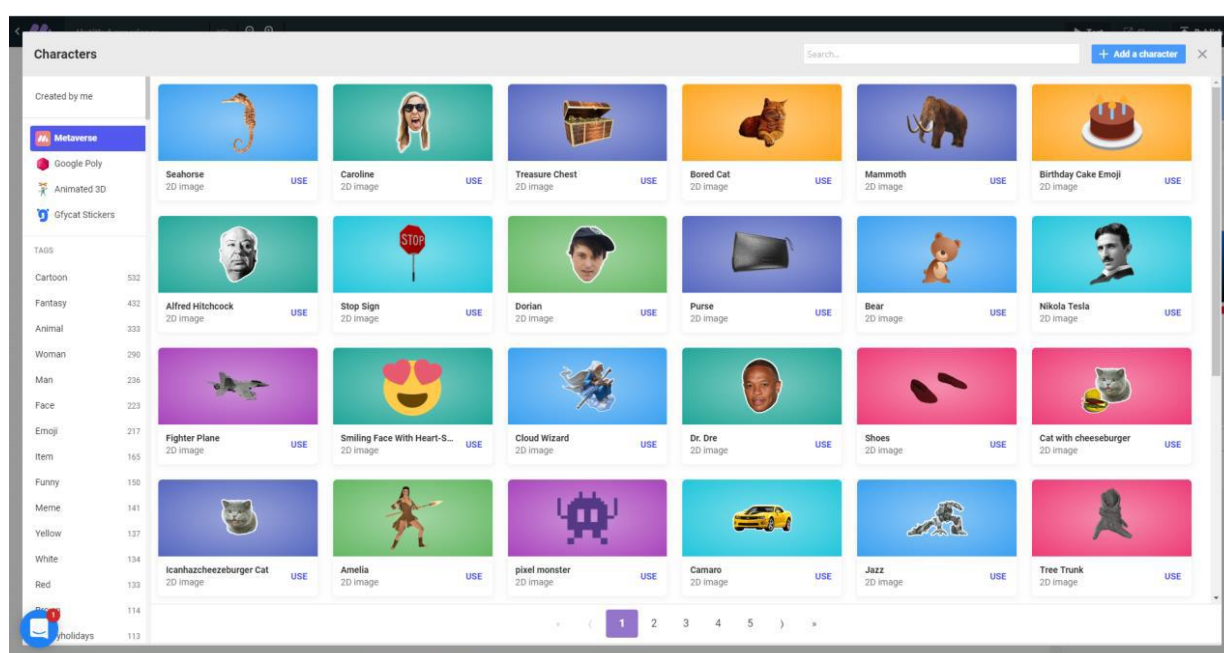 Characters
Search...
+ Add a character
Created by me
Metaverse
Google Poly
Animated 3D
Gfycat Stickers
TAGS
Cartoon 532
Fantasy 432
Animal 333
Woman 290
Man 236
Face 223
Emoji 217
Item 165
Funny 150
Meme 141
Yellow 137
White 134
Red 133
114
113
1
Seahorse
2D image
USE
Caroline
2D image
USE
Treasure Chest
2D image
USE
Bored Cat
2D image
USE
Mammoth
2D image
USE
Birthday Cake Emoji
2D image
USE
Alfred Hitchcock
2D image
USE
STOP
Stop Sign
2D image
USE
Dorian
2D image
USE
Purse
2D image
USE
Bear
2D image
USE
Nikola Tesla
2D image
USE
Fighter Plane
2D image
USE
Smiling Face With Heart-S...
2D image
USE
Cloud Wizard
2D image
USE
Dr. Dre
2D image
USE
Shoes
2D image
USE
Cat with cheeseburger
2D image
USE
Icanhazcheezeburger Cat
2D image
USE
Amelia
2D image
USE
pixel monster
2D image
USE
Camaro
2D image
USE
Jazz
2D image
USE
Tree Trunk
2D image
USE
« ⟨ 1 2 3 4 5 ⟩ »